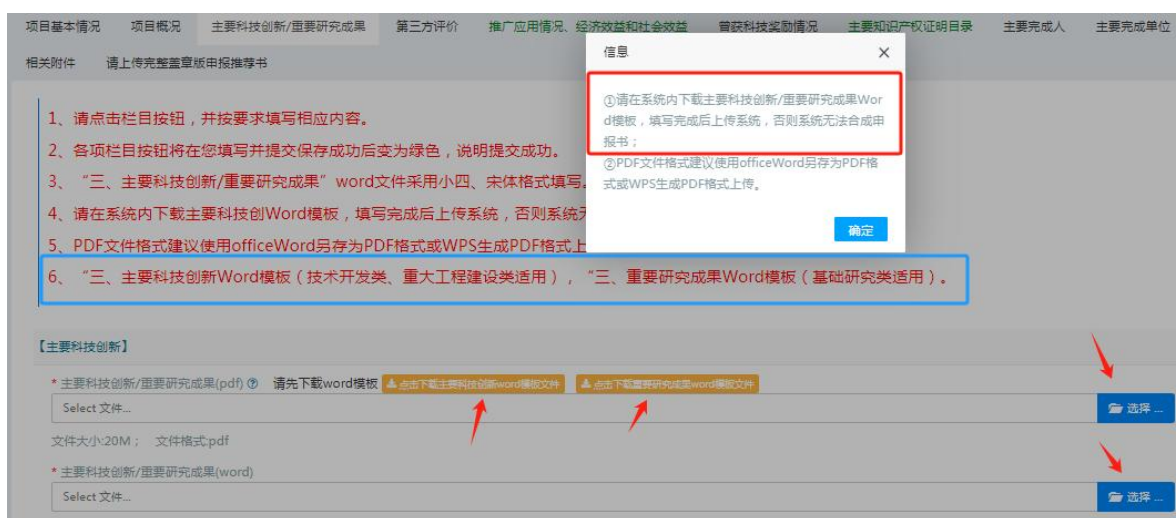 项目基本情况 项目概况 主要科技创新/重要研究成果 第三方评价 推广应用情况、经济效益和社会效益 曾获科技奖励情况 主要知识产权证明目录 主要完成人 主要完成单位
相关附件 请上传完整盖章版申报推荐书
信息
①请在系统内下载主要科技创新/重要研究成果Wor
d模板，填写完成后上传系统，否则系统无法合成申
报书；
②PDF文件格式建议使用officeWord另存为PDF格
式或WPS生成PDF格式上传。
确定
1、请点击栏目按钮，并按要求填写相应内容。
2、各项栏目按钮将在您填写并提交保存成功后变为绿色，说明提交成功。
3、“三、主要科技创新/重要研究成果”word文件采用小四、宋体格式填写。
4、请在系统内下载主要科技创Word模板，填写完成后上传系统，否则系统
5、PDF文件格式建议使用officeWord另存为PDF格式或WPS生成PDF格式上
6、“三、主要科技创新Word模板（技术开发类、重大工程建设类适用），“三、重要研究成果Word模板（基础研究类适用）.
【主要科技创新】
* 主要科技创新/重要研究成果(pdf) 请先下载word模板 点击下载主要科技创新word模板文件 点击下载重要研究成果word模板文件
Select 文件... 选择 ...
文件大小:20M； 文件格式:pdf
* 主要科技创新/重要研究成果(word)
Select 文件... 选择 ...